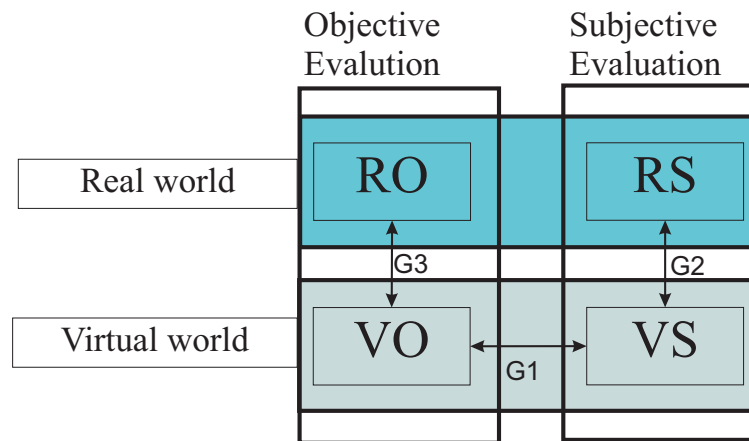 Objective
Evalution
Subjective
Evaluation
Real world
RO
RS
G3
G2
Virtual world
VO
VS
G1